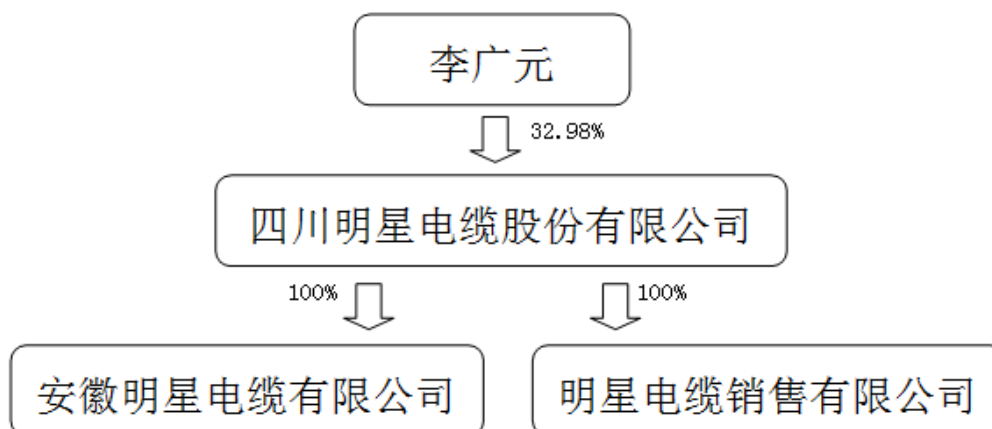 李广元
32.98%
四川明星电缆股份有限公司
100%
100%
安徽明星电缆有限公司
明星电缆销售有限公司